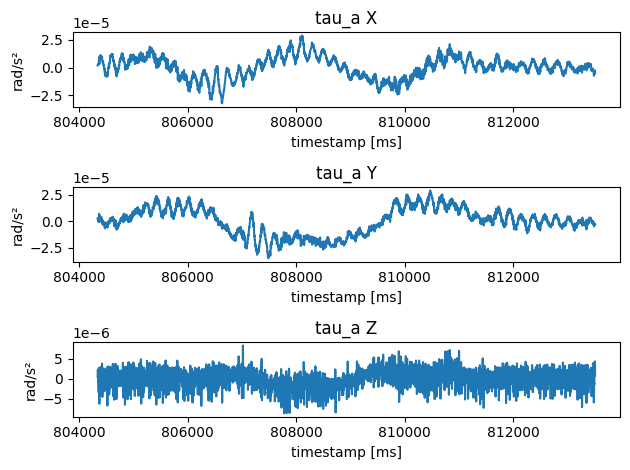 tau_a X
1e−5
2.5
0.0
−2.5
rad/s²
804000 806000 808000 810000 812000
timestamp [ms]
tau_a Y
1e−5
2.5
0.0
−2.5
rad/s²
804000 806000 808000 810000 812000
timestamp [ms]
tau_a Z
1e−6
5
0
−5
rad/s²
804000 806000 808000 810000 812000
timestamp [ms]